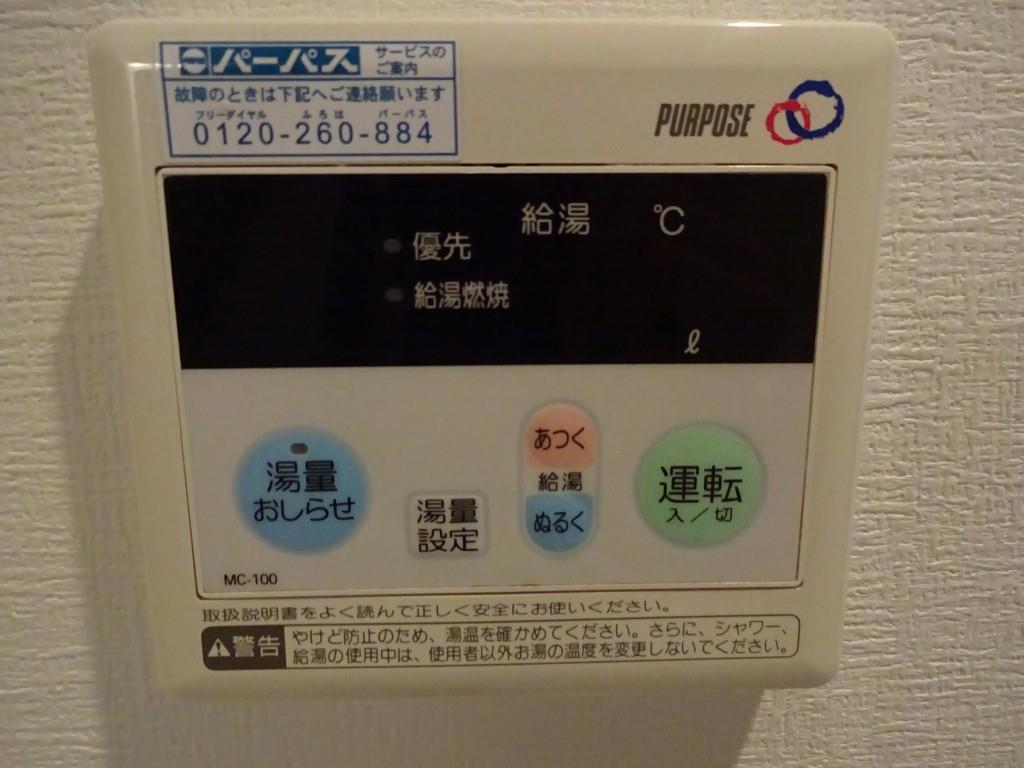 パーパス
サービスの
ご案内
故障のときは下記へご連絡願います
フリーダイヤル ふろは パーパス
0120-260-884
PURPOSE
給湯 ℃
優先
給湯燃焼
ℓ
湯量
おしらせ
湯量
設定
あつく
給湯
ぬるく
運転
入/切
MC-100
取扱説明書をよく読んで正しく安全にお使いください。
警告
やけど防止のため、湯温を確かめてください。さらに、シャワー、
給湯の使用中は、使用者以外お湯の温度を変更しないでください。